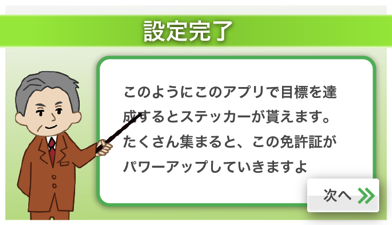 設定完了
このようにこのアプリで目標を達
成するとステッカーが貰えます。
たくさん集まると、この免許証が
パワーアップしていきますよ
次へ